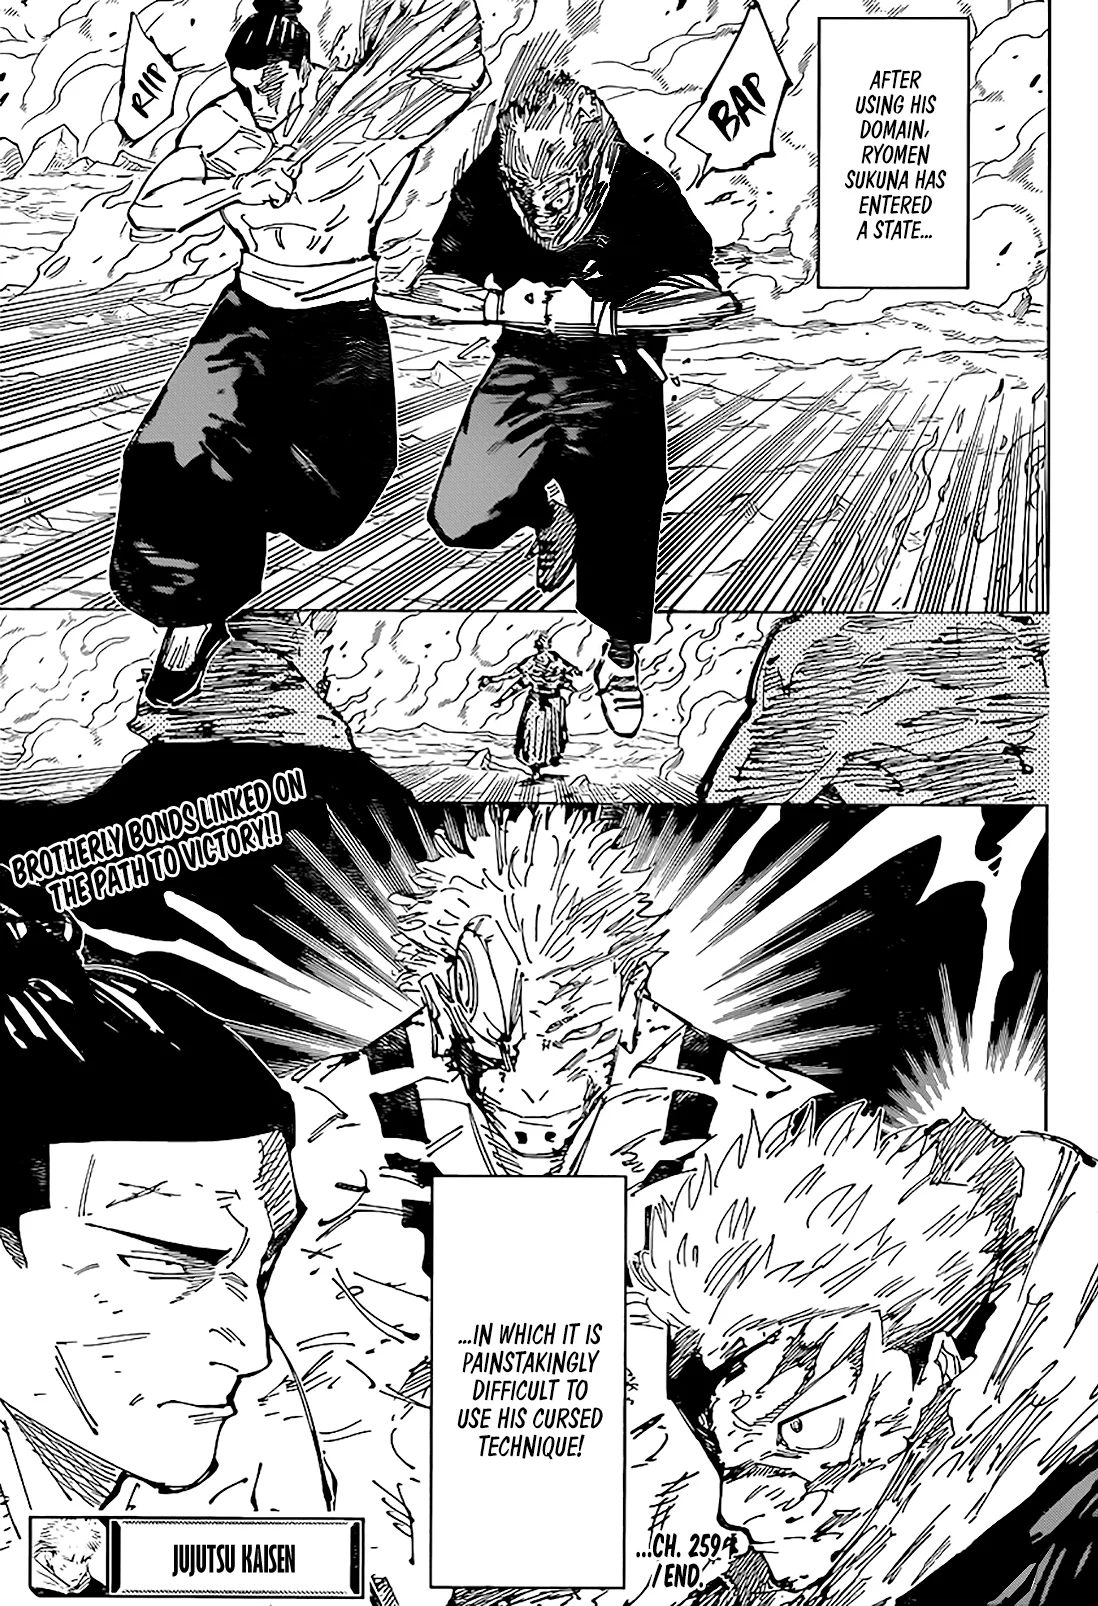 AFTER
USING HIS
DOMAIN,
RYOMEN
SUKUNA HAS
ENTERED
A STATE...
BAP
RIIP
BROTHERLY BONDS LINKED ON
THE PATH TO VICTORY!!
...IN WHICH IT IS
PAINSTAKINGLY
DIFFICULT TO
USE HIS CURSED
TECHNIQUE!
...CH. 259
/ END.
JUJUTSU KAISEN